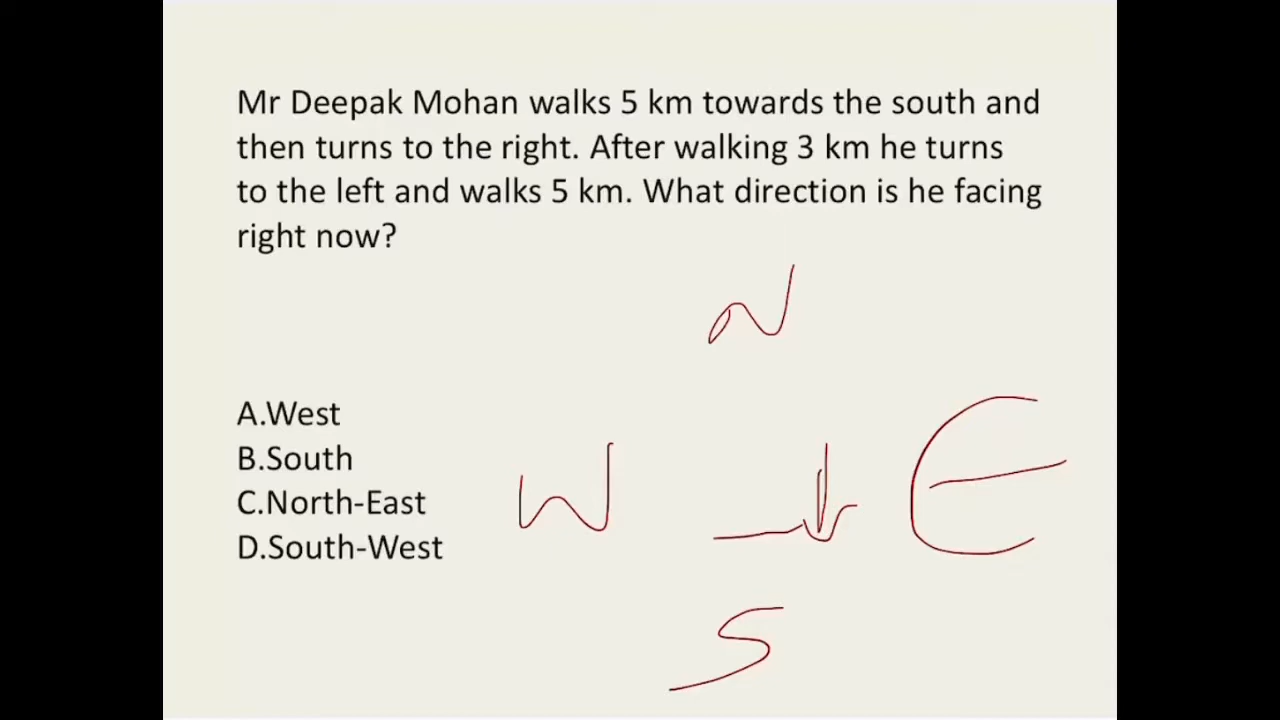 Mr Deepak Mohan walks 5 km towards the south and
then turns to the right. After walking 3 km he turns
to the left and walks 5 km. What direction is he facing
right now?
N
A.West
B.South
C.North-East
D.South-West
W
E
S